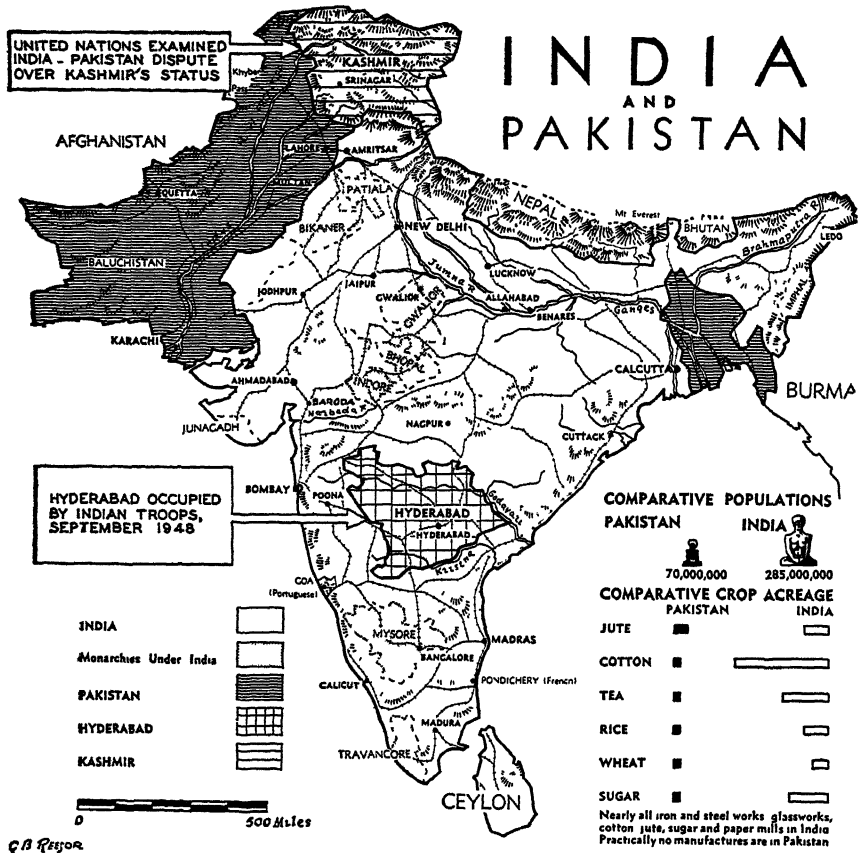 INDIA
AND
PAKISTAN
UNITED NATIONS EXAMINED
INDIA - PAKISTAN DISPUTE
OVER KASHMIR'S STATUS
Khyber
Pass
KASHMIR
SRINAGAR
AFGHANISTAN
LAHORE
AMRITSAR
MULTAN
QUETTA
PATIALA
NEPAL
Mt Everest
BHUTAN
Brahmaputra R
LEDO
BIKANER
NEW DELHI
BALUCHISTAN
Jumna R
LUCKNOW
JODHPUR
JAIPUR
GWALIOR
GWALIOR
ALLAHABAD
BENARES
Ganges
IMPHAL
KARACHI
BHOPAL
INDORE
CALCUTTA
AHMADABAD
BARODA
Narbada R
BURMA
JUNAGADH
NAGPUR
CUTTACK
BOMBAY
POONA
HYDERABAD
HYDERABAD
Godavari
Kistna
HYDERABAD OCCUPIED
BY INDIAN TROOPS,
SEPTEMBER 1948
GOA
(Portuguese)
MYSORE
MADRAS
BANGALORE
CALICUT
PONDICHERY (French)
MADURA
TRAVANCORE
CEYLON
COMPARATIVE POPULATIONS
PAKISTAN INDIA
70,000,000 285,000,000
COMPARATIVE CROP ACREAGE
PAKISTAN INDIA
JUTE
COTTON
TEA
RICE
WHEAT
SUGAR
Nearly all iron and steel works glassworks,
cotton jute, sugar and paper mills in India
Practically no manufactures are in Pakistan
INDIA
Monarchies Under India
PAKISTAN
HYDERABAD
KASHMIR
0 500 Miles
G B REESOR